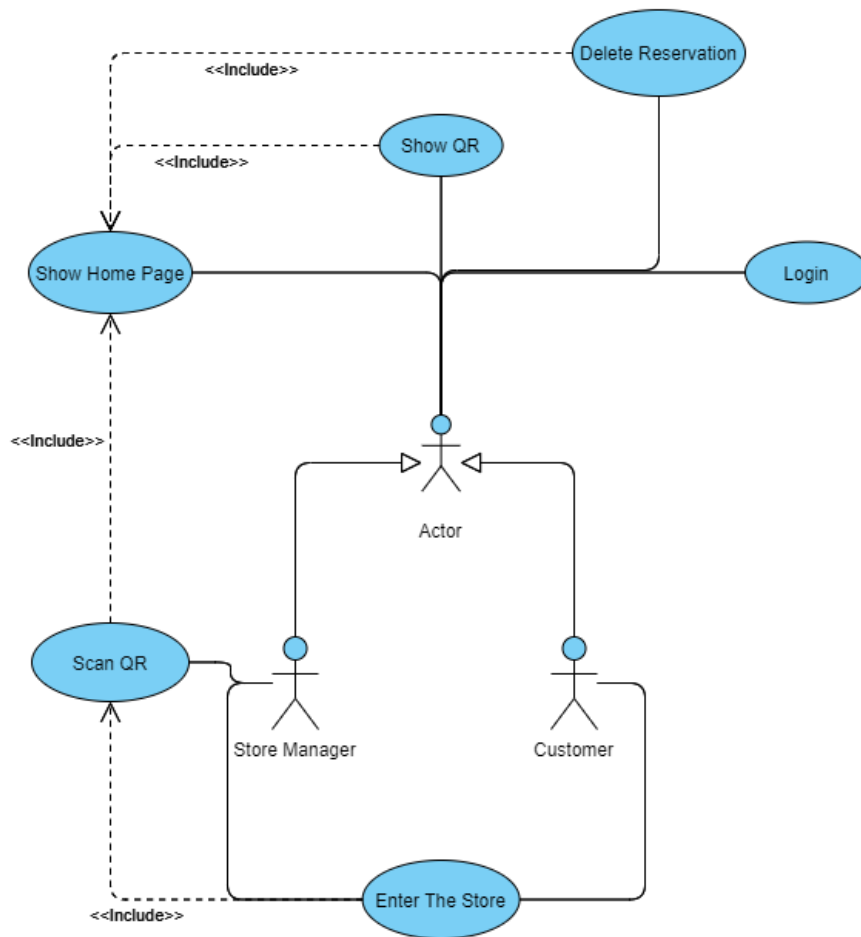 Delete Reservation
<<Include>>
Show QR
<<Include>>
Show Home Page
Login
<<Include>>
Actor
Scan QR
Store Manager
Customer
Enter The Store
<<Include>>